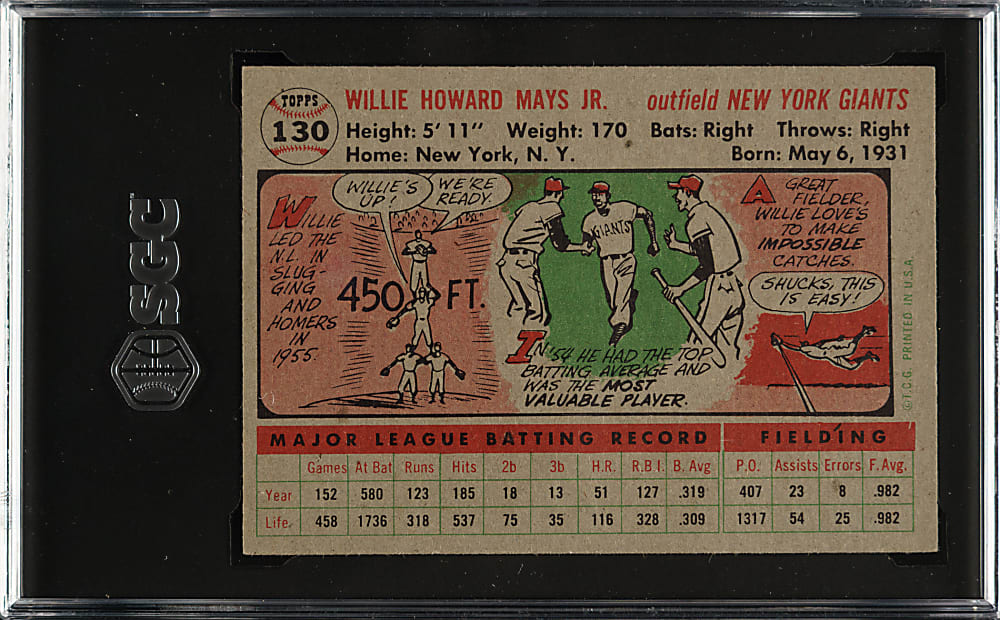 SGC
TOPPS
130
WILLIE HOWARD MAYS JR. outfield NEW YORK GIANTS
Height: 5' 11" Weight: 170 Bats: Right Throws: Right
Home: New York, N. Y. Born: May 6, 1931
WILLIE
LED THE
N.L. IN
SLUG-
GING
AND
HOMERS
IN
1955.
WILLIE'S
UP!
WE'RE
READY.
450 FT.
GIANTS
IN '54 HE HAD THE TOP
BATTING AVERAGE AND
WAS THE MOST
VALUABLE PLAYER.
A GREAT
FIELDER,
WILLIE LOVE'S
TO MAKE
IMPOSSIBLE
CATCHES.
SHUCKS, THIS
IS EASY!
©T.C.G. PRINTED IN U.S.A.
MAJOR LEAGUE BATTING RECORD FIELDING
Games At Bat Runs Hits 2b 3b H.R. R.B.I. B. Avg. P.O. Assists Errors F. Avg.
Year 152 580 123 185 18 13 51 127 .319 407 23 8 .982
Life 458 1736 318 537 75 35 116 328 .309 1317 54 25 .982